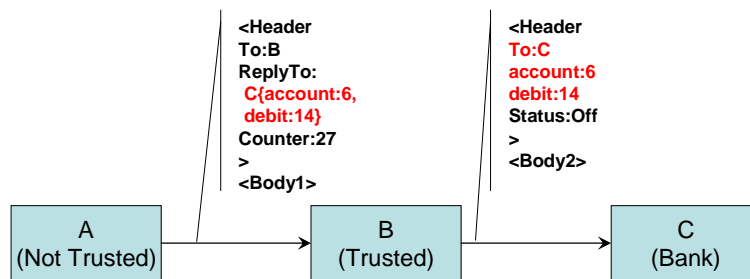 <Header
To:B
ReplyTo:
C{account:6,
debit:14}
Counter:27
>
<Body1>
<Header
To:C
account:6
debit:14
Status:Off
>
<Body2>
A
(Not Trusted)
B
(Trusted)
C
(Bank)